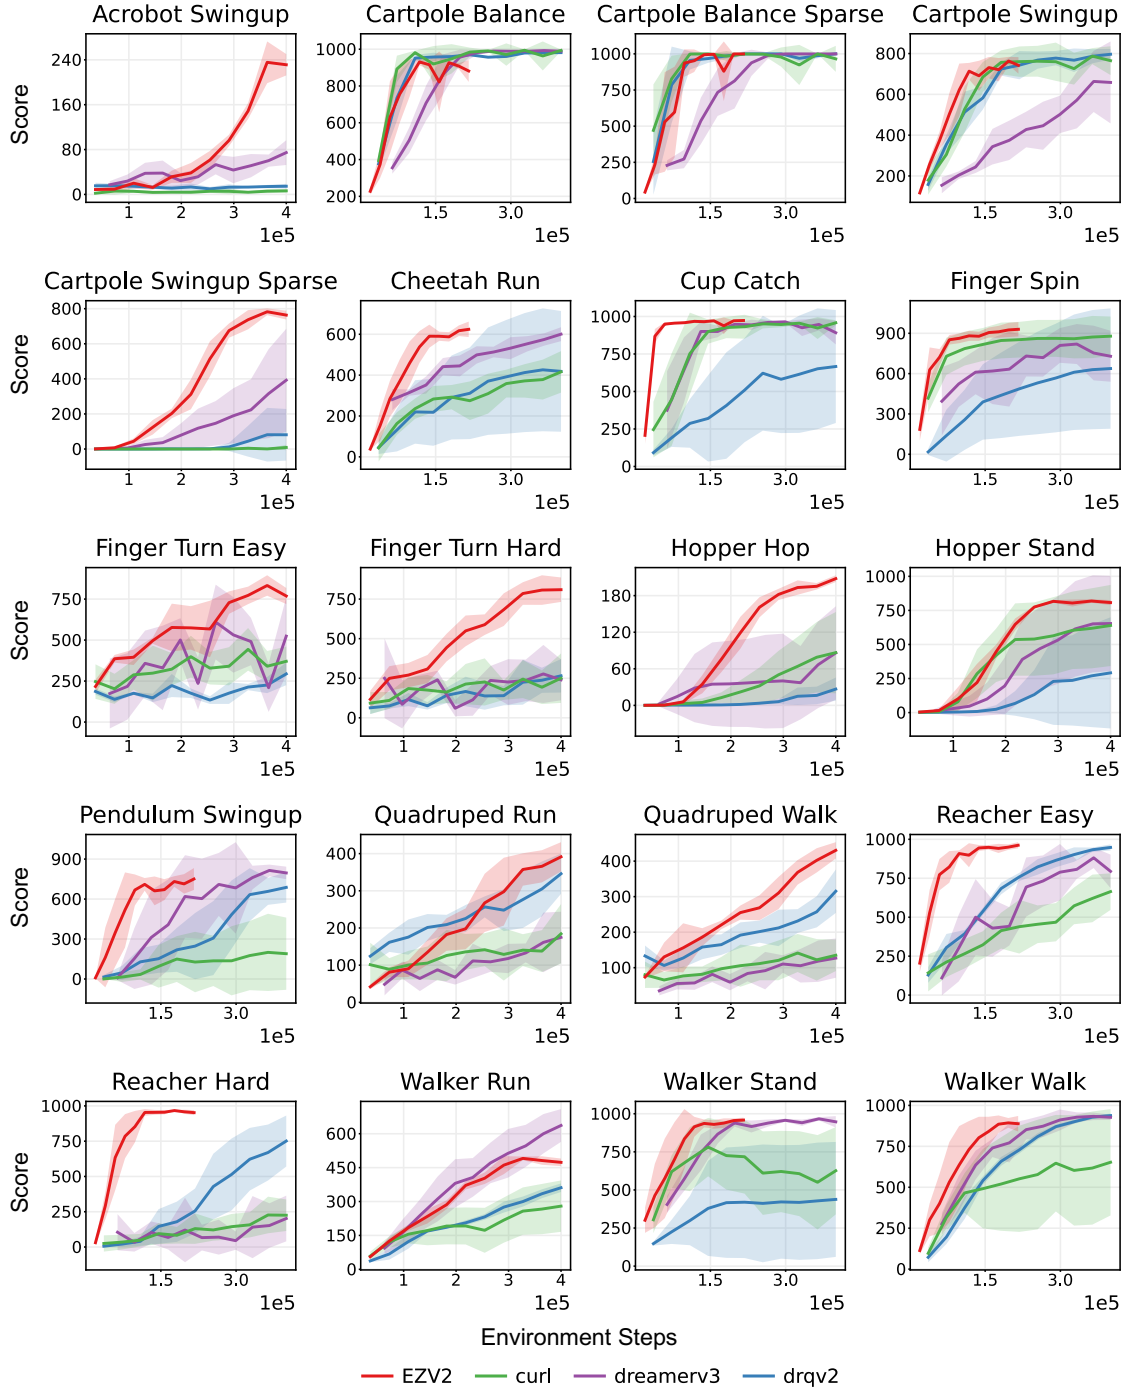 Acrobot Swingup
Cartpole Balance
Cartpole Balance Sparse
Cartpole Swingup
Score
240
160
80
0
1
2
3
4
1e5
1000
800
600
400
200
1.5
3.0
1e5
1000
750
500
250
0
1.5
3.0
1e5
800
600
400
200
1.5
3.0
1e5
Cartpole Swingup Sparse
Cheetah Run
Cup Catch
Finger Spin
Score
800
600
400
200
0
1
2
3
4
1e5
600
400
200
0
1.5
3.0
1e5
1000
750
500
250
0
1.5
3.0
1e5
900
600
300
0
1.5
3.0
1e5
Finger Turn Easy
Finger Turn Hard
Hopper Hop
Hopper Stand
Score
750
500
250
0
1
2
3
4
1e5
750
500
250
0
1
2
3
4
1e5
180
120
60
0
1
2
3
4
1e5
1000
750
500
250
0
1
2
3
4
1e5
Pendulum Swingup
Quadruped Run
Quadruped Walk
Reacher Easy
Score
900
600
300
0
1.5
3.0
1e5
400
300
200
100
0
1
2
3
4
1e5
400
300
200
100
1
2
3
4
1e5
1000
750
500
250
0
1.5
3.0
1e5
Reacher Hard
Walker Run
Walker Stand
Walker Walk
Score
1000
750
500
250
0
1.5
3.0
1e5
600
450
300
150
0
1
2
3
4
1e5
1000
750
500
250
0
1.5
3.0
1e5
1000
750
500
250
0
1.5
3.0
1e5
Environment Steps
EZV2
curl
dreamerv3
drqv2